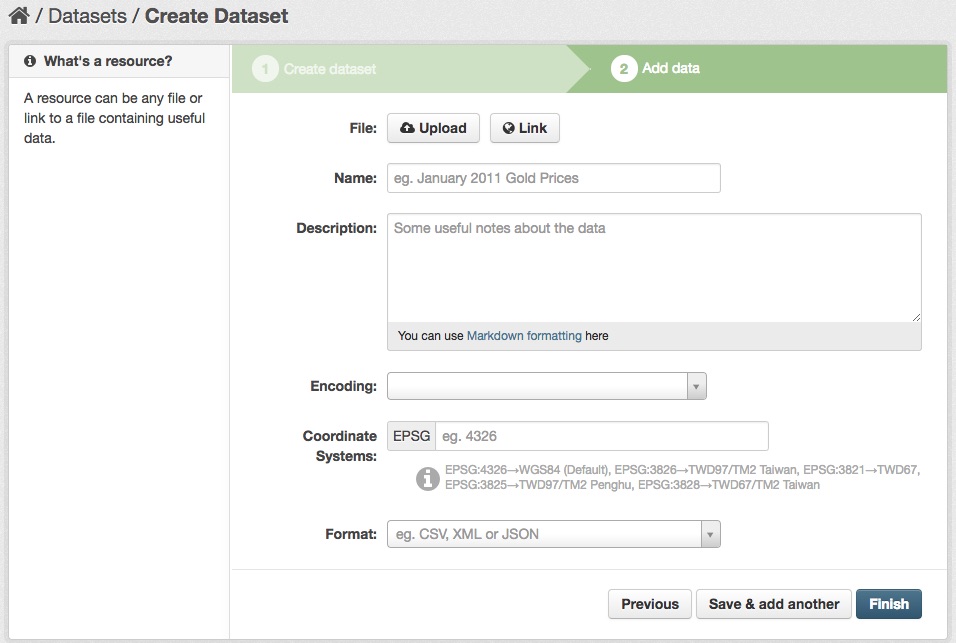 / Datasets / Create Dataset
What's a resource?
A resource can be any file or
link to a file containing useful
data.
1 Create dataset
2 Add data
File: Upload Link
Name: eg. January 2011 Gold Prices
Description: Some useful notes about the data
You can use Markdown formatting here
Encoding:
Coordinate
Systems:
EPSG eg. 4326
EPSG:4326→WGS84 (Default), EPSG:3826→TWD97/TM2 Taiwan, EPSG:3821→TWD67,
EPSG:3825→TWD97/TM2 Penghu, EPSG:3828→TWD67/TM2 Taiwan
Format: eg. CSV, XML or JSON
Previous Save & add another Finish